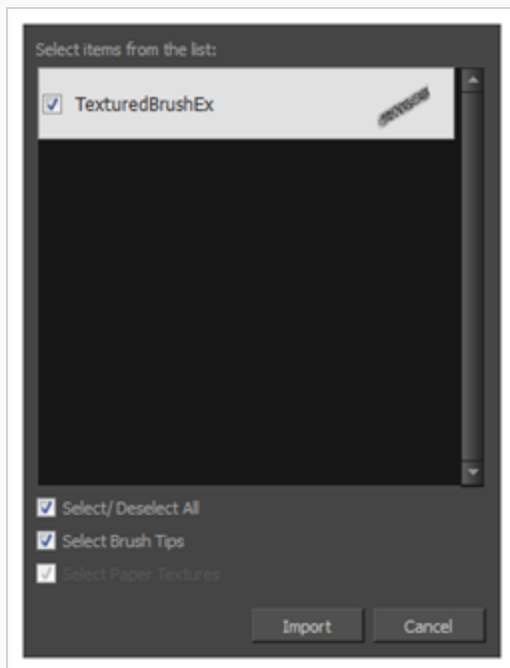 Select items from the list:
TexturedBrushEx
Select/ Deselect All
Select Brush Tips
Select Paper Textures
Import
Cancel